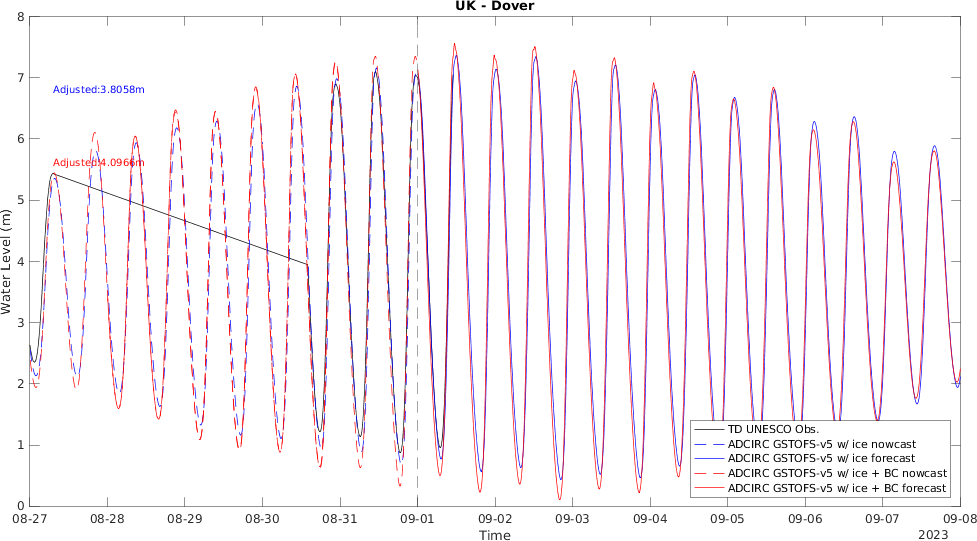 UK - Dover
8
7
6
5
4
3
2
1
0
Water Level (m)
Adjusted:3.8058m
Adjusted:4.0966m
TD UNESCO Obs.
ADCIRC GSTOFS-v5 w/ ice nowcast
ADCIRC GSTOFS-v5 w/ ice forecast
ADCIRC GSTOFS-v5 w/ ice + BC nowcast
ADCIRC GSTOFS-v5 w/ ice + BC forecast
08-27 08-28 08-29 08-30 08-31 09-01 09-02 09-03 09-04 09-05 09-06 09-07 09-08
Time
2023